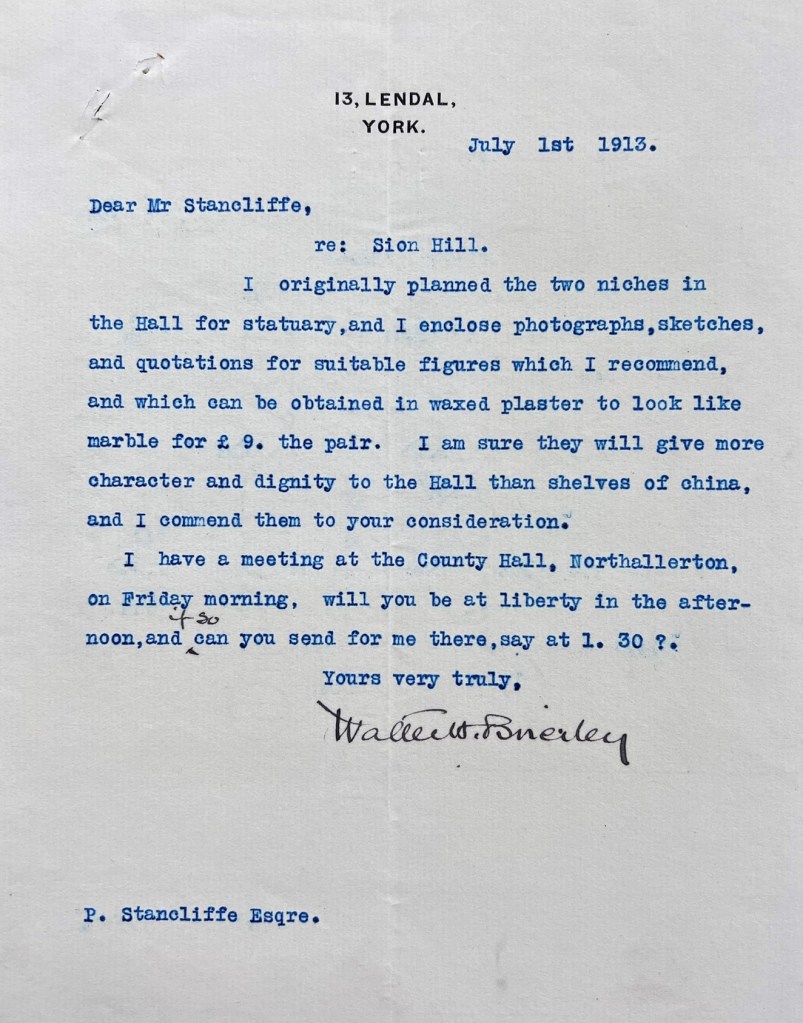 13, LENDAL,
YORK.
July 1st 1913.
Dear Mr Stancliffe,
re: Sion Hill.
I originally planned the two niches in
the Hall for statuary,and I enclose photographs,sketches,
and quotations for suitable figures which I recommend,
and which can be obtained in waxed plaster to look like
marble for £ 9. the pair. I am sure they will give more
character and dignity to the Hall than shelves of china,
and I commend them to your consideration.
I have a meeting at the County Hall, Northallerton,
on Friday morning, will you be at liberty in the after-
if so
noon,and can you send for me there,say at 1. 30 ?.
Yours very truly,
Walter H. Brierley
P. Stancliffe Esqre.